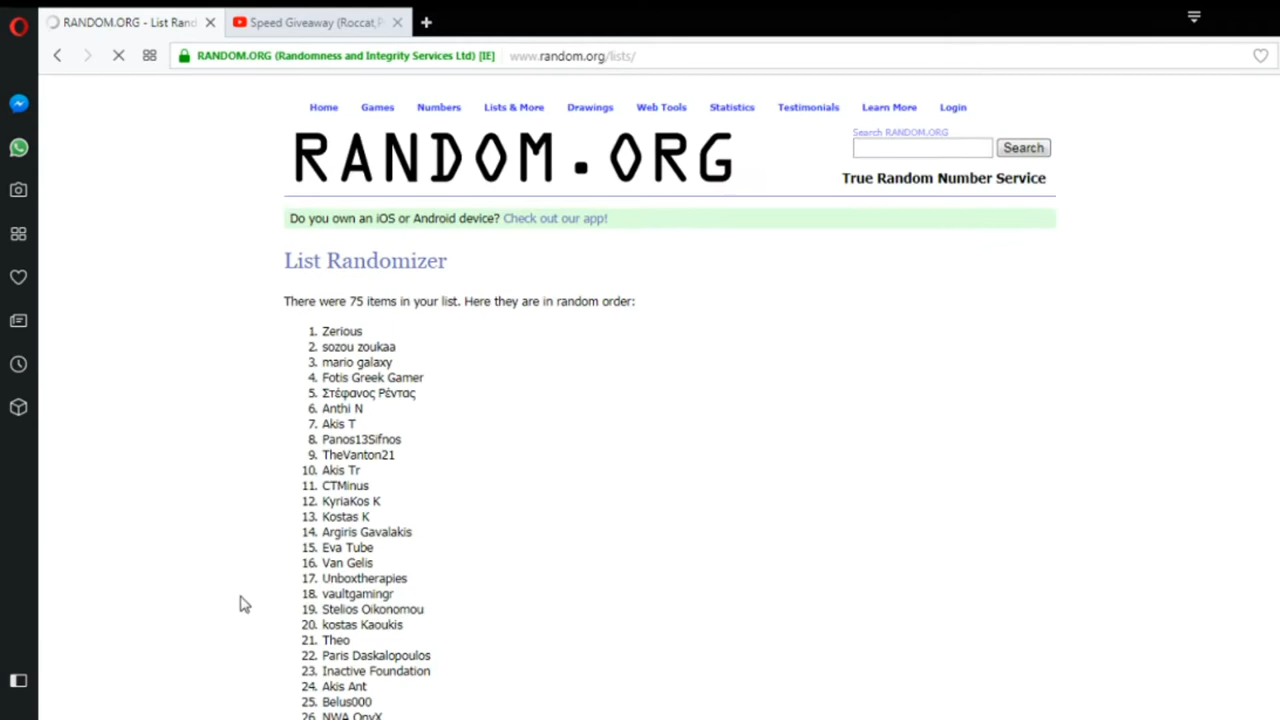 RANDOM.ORG - List Rand
Speed Giveaway (Roccat,
RANDOM.ORG (Randomness and Integrity Services Ltd) [IE]
www.random.org/lists/
Home Games Numbers Lists & More Drawings Web Tools Statistics Testimonials Learn More Login
RANDOM.ORG
Search RANDOM.ORG
Search
True Random Number Service
Do you own an iOS or Android device? Check out our app!
List Randomizer
There were 75 items in your list. Here they are in random order:
1. Zerious
2. sozou zoukaa
3. mario galaxy
4. Fotis Greek Gamer
5. Στέφανος Ρέντας
6. Anthi N
7. Akis T
8. Panos13Sifnos
9. TheVanton21
10. Akis Tr
11. CTMinus
12. KyriaKos K
13. Kostas K
14. Argiris Gavalakis
15. Eva Tube
16. Van Gelis
17. Unboxtherapies
18. vaultgamingr
19. Stelios Oikonomou
20. kostas Kaoukis
21. Theo
22. Paris Daskalopoulos
23. Inactive Foundation
24. Akis Ant
25. Belus000
26. NWA OnyX